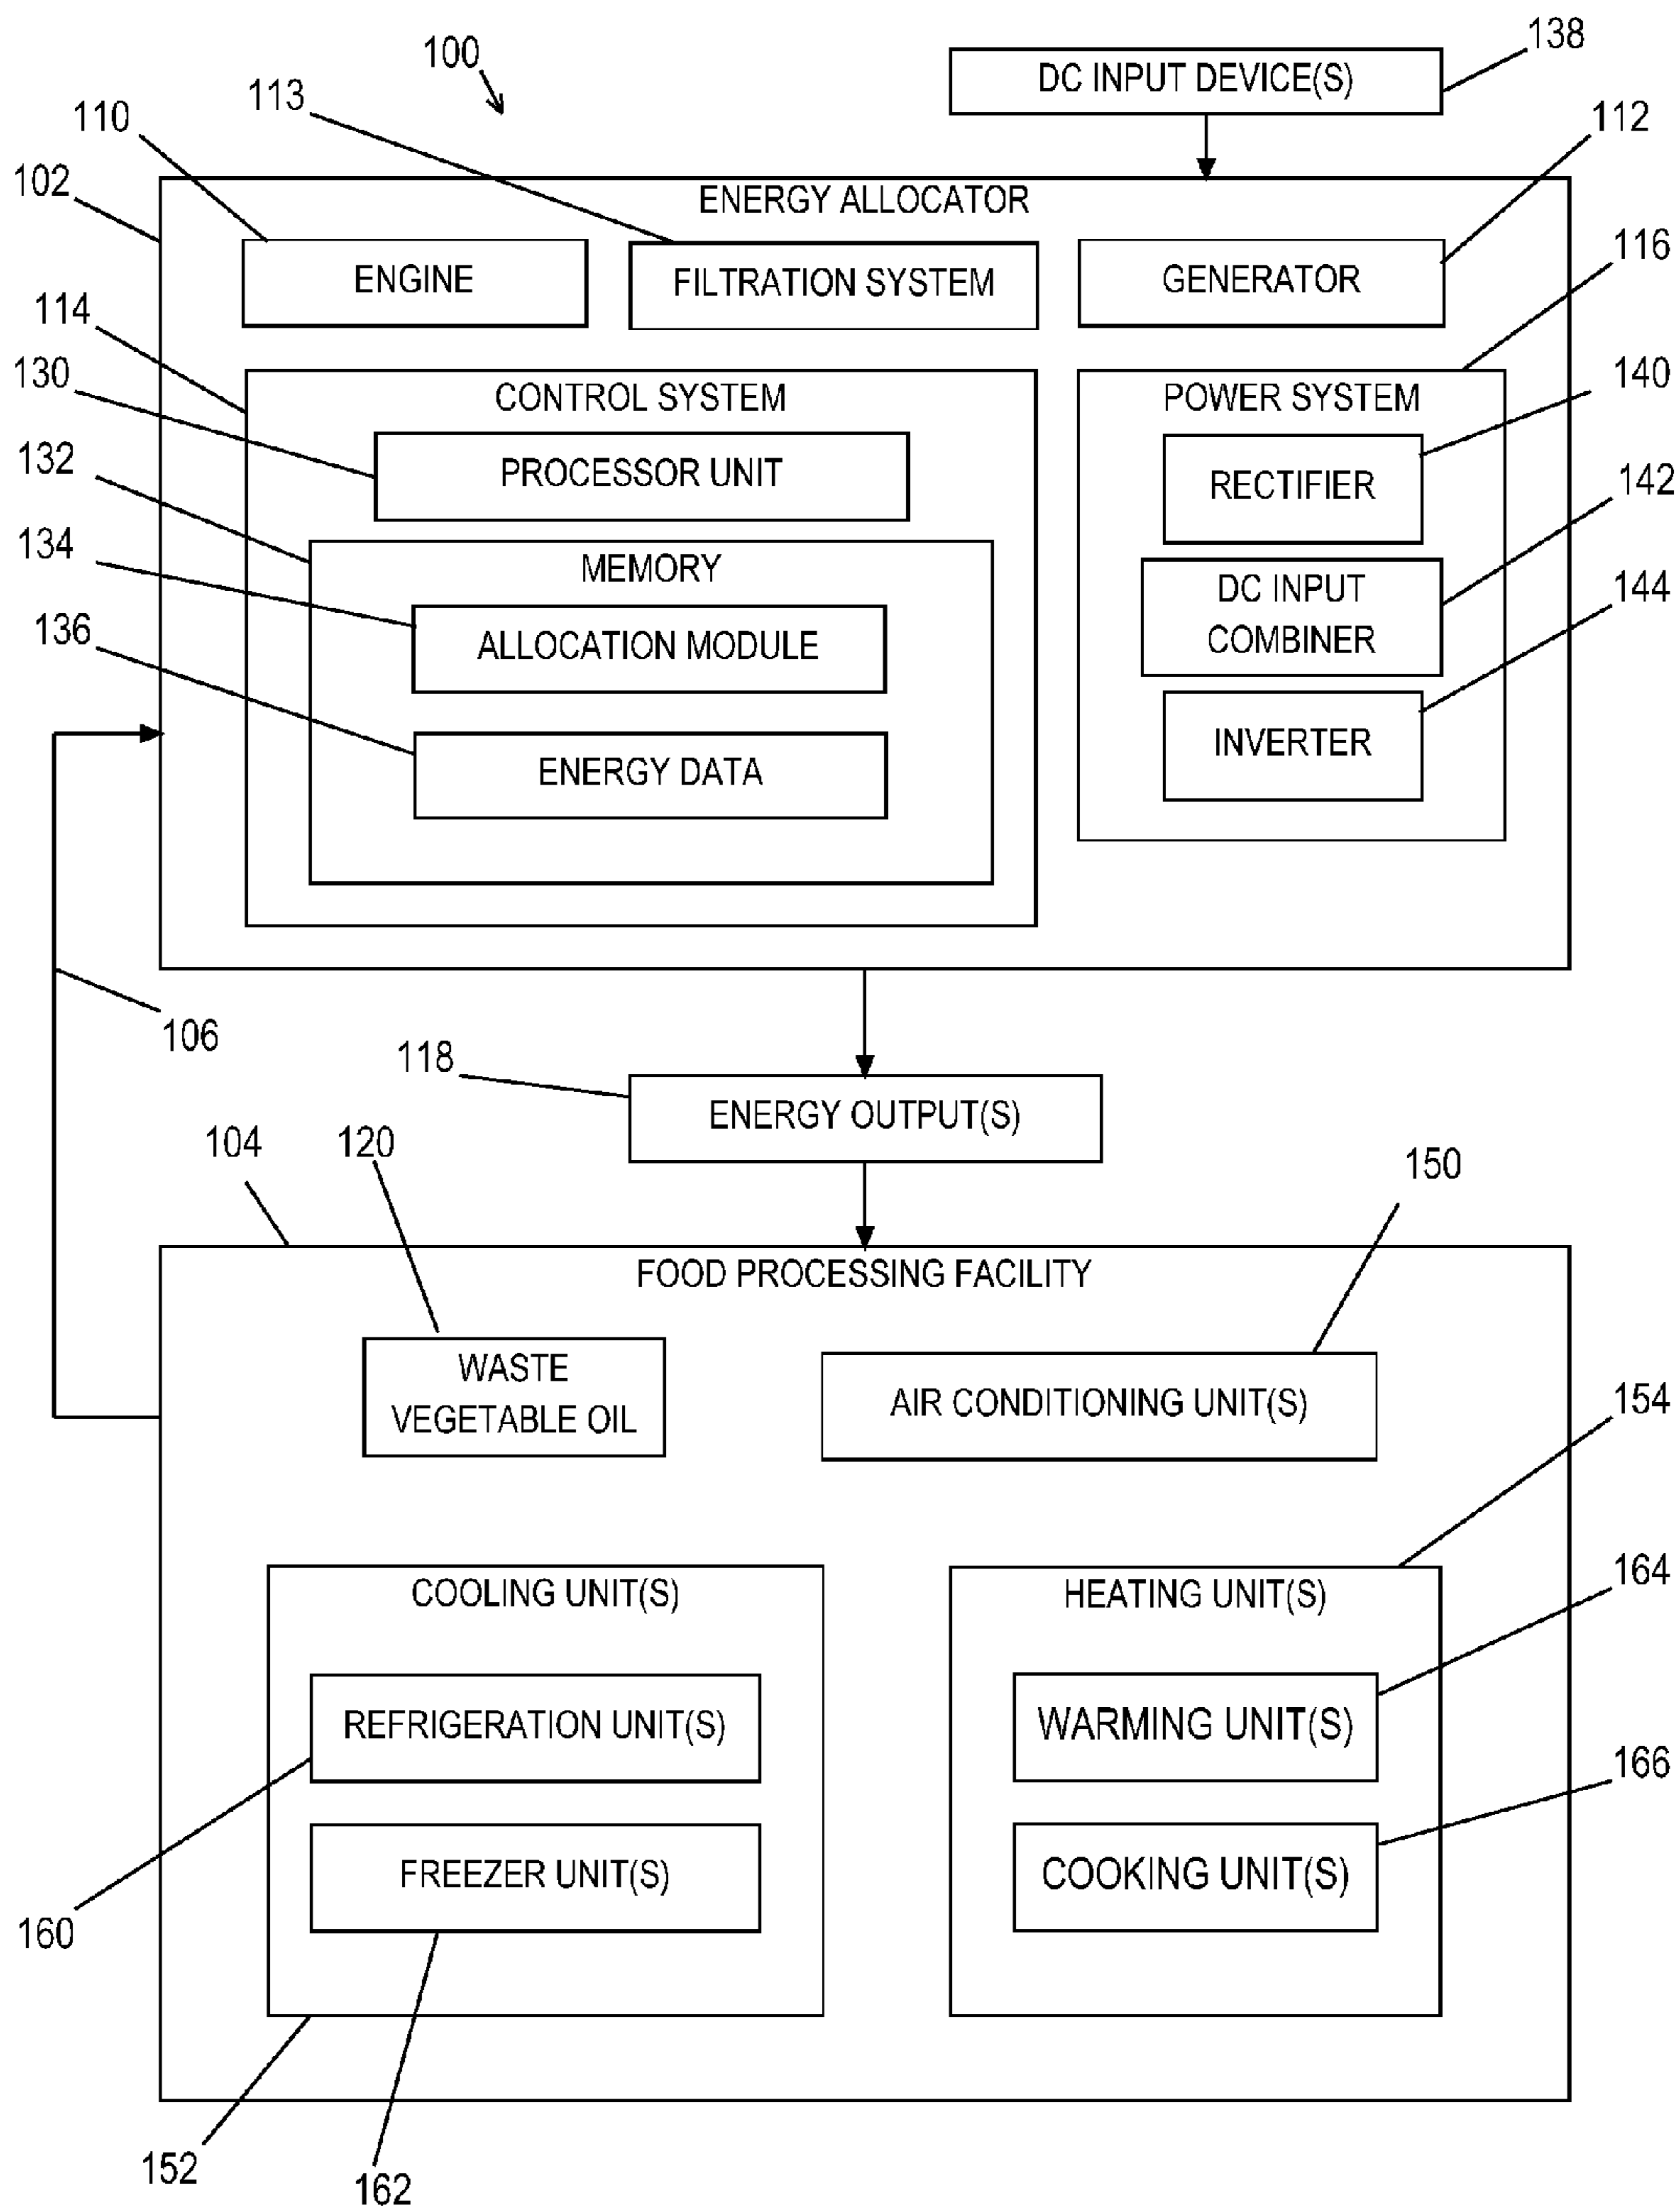 100
138
DC INPUT DEVICE(S)
113
110
112
102
ENERGY ALLOCATOR
116
ENGINE
FILTRATION SYSTEM
GENERATOR
114
130
140
CONTROL SYSTEM
POWER SYSTEM
132
PROCESSOR UNIT
RECTIFIER
142
134
MEMORY
DC INPUT
COMBINER
144
136
ALLOCATION MODULE
INVERTER
ENERGY DATA
106
118
ENERGY OUTPUT(S)
104
120
150
FOOD PROCESSING FACILITY
WASTE
VEGETABLE OIL
AIR CONDITIONING UNIT(S)
154
COOLING UNIT(S)
HEATING UNIT(S)
164
REFRIGERATION UNIT(S)
WARMING UNIT(S)
166
FREEZER UNIT(S)
COOKING UNIT(S)
160
152
162